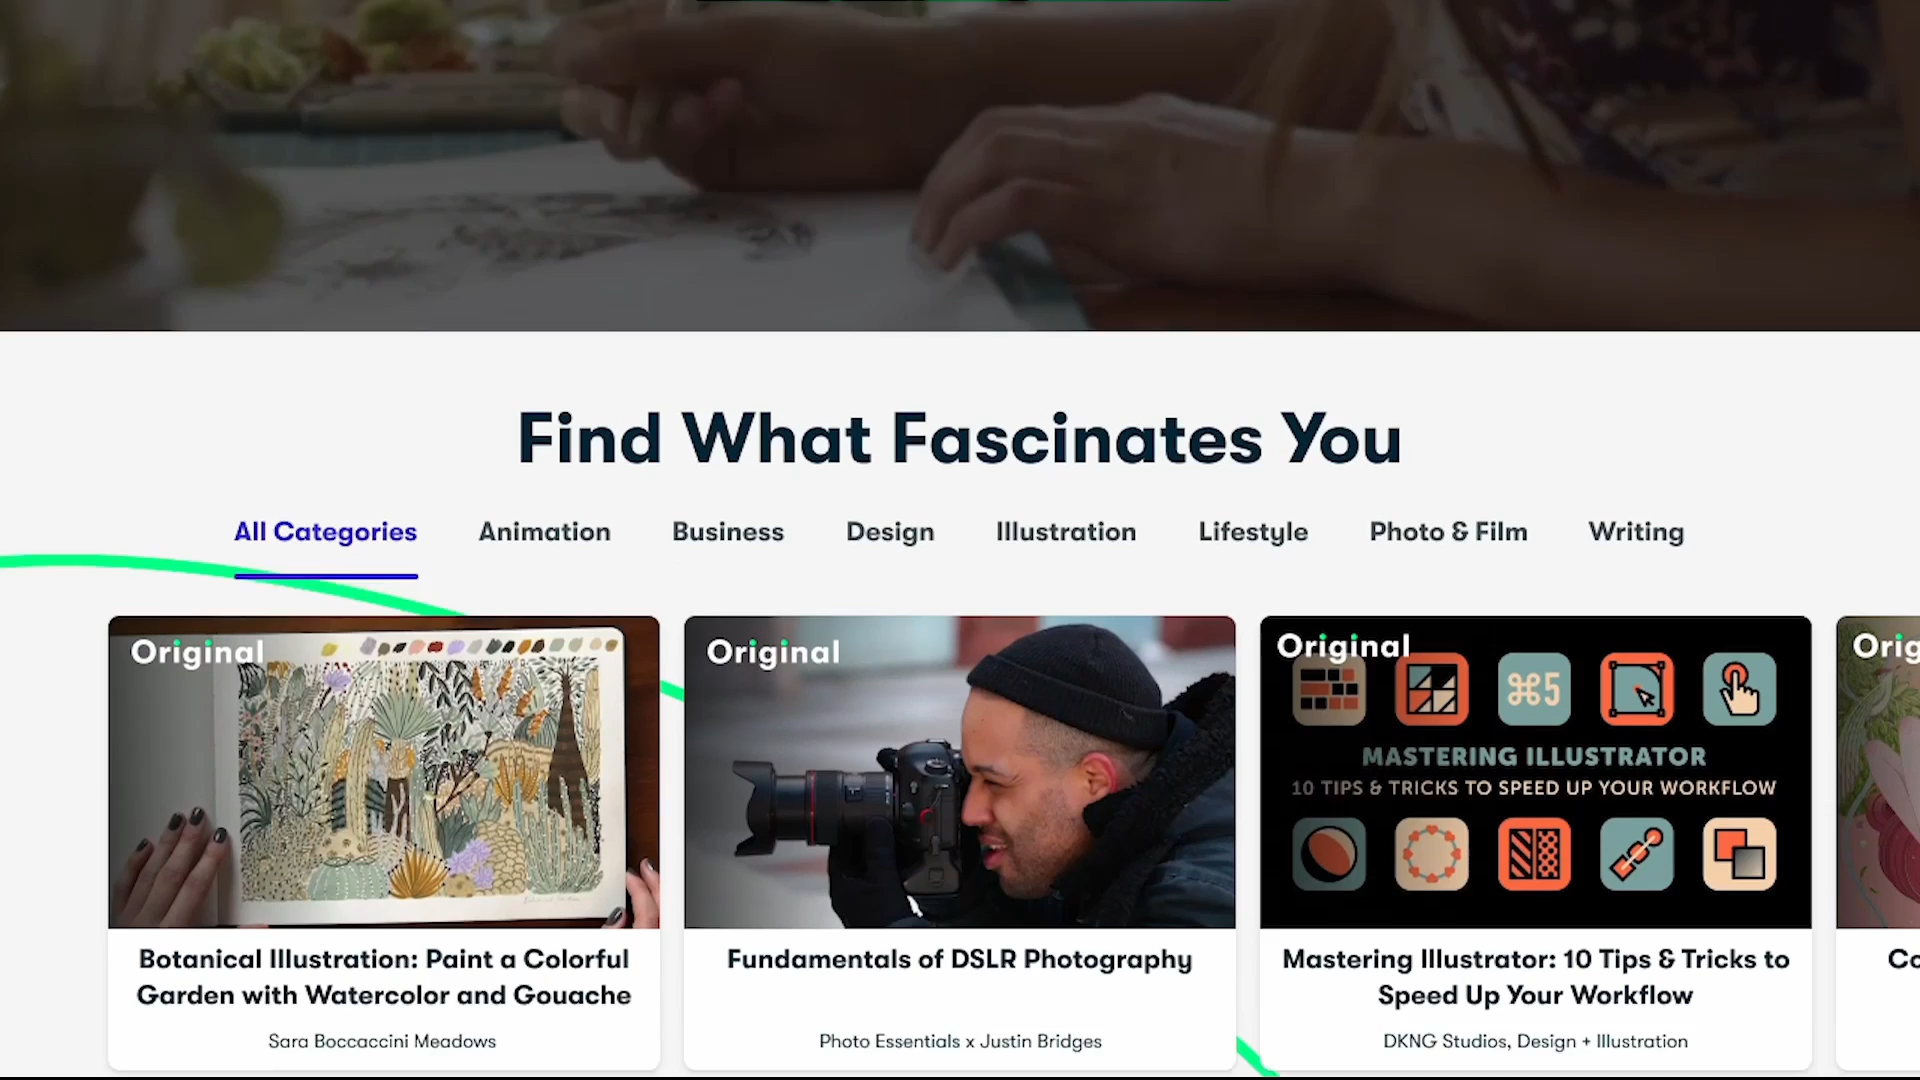 Find What Fascinates You
All Categories Animation Business Design Illustration Lifestyle Photo & Film Writing
Original
Botanical Illustration: Paint a Colorful
Garden with Watercolor and Gouache
Sara Boccaccini Meadows
Original
Fundamentals of DSLR Photography
Photo Essentials x Justin Bridges
Original
⌘5
MASTERING ILLUSTRATOR
10 TIPS & TRICKS TO SPEED UP YOUR WORKFLOW
Mastering Illustrator: 10 Tips & Tricks to
Speed Up Your Workflow
DKNG Studios, Design + Illustration
Orig
Co